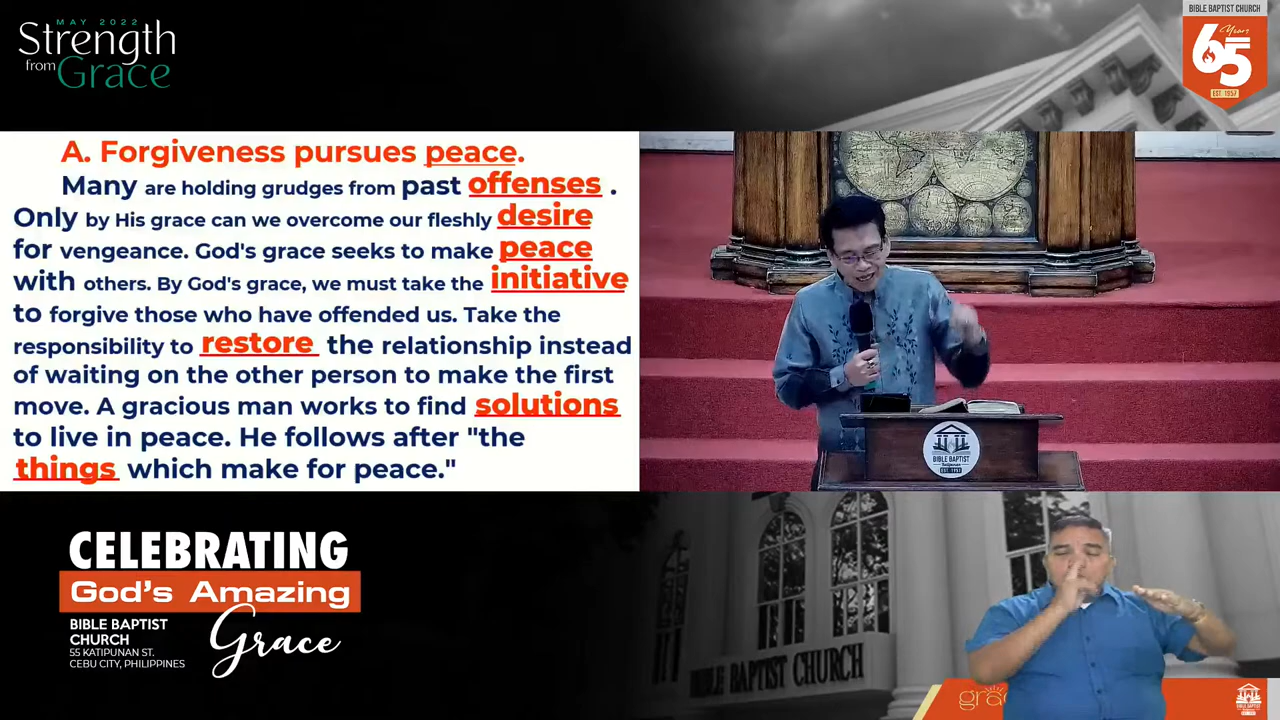 MAY 2022
Strength
from Grace
BIBLE BAPTIST CHURCH
65 Years
EST. 1957
A. Forgiveness pursues peace.
Many are holding grudges from past offenses .
Only by His grace can we overcome our fleshly desire
for vengeance. God's grace seeks to make peace
with others. By God's grace, we must take the initiative
to forgive those who have offended us. Take the
responsibility to restore the relationship instead
of waiting on the other person to make the first
move. A gracious man works to find solutions
to live in peace. He follows after "the
things which make for peace."
BIBLE BAPTIST
Katipunan
EST. 1957
CELEBRATING
God's Amazing
Grace
BIBLE BAPTIST
CHURCH
55 KATIPUNAN ST.
CEBU CITY, PHILIPPINES
BIBLE BAPTIST CHURCH
grac